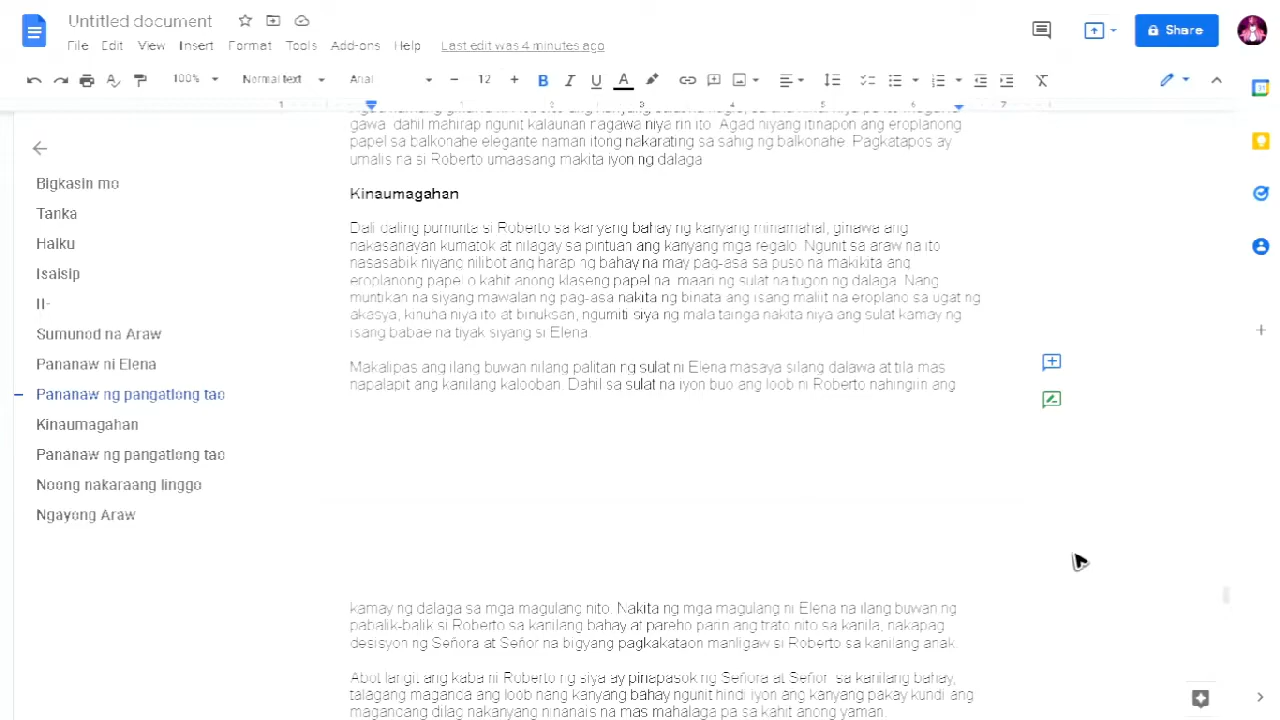 Untitled document
File Edit View Insert Format Tools Add-ons Help Last edit was 4 minutes ago
Share
100% Normal text Arial 12 B I U A
1 1 2 3 4 5 6 7
gawa dahil mahirap ngunit kalaunan nagawa niya rin ito. Agad niyang itinapon ang eroplanong
papel sa balkonahe elegante naman itong nakarating sa sahig ng balkonahe. Pagkatapos ay
umalis na si Roberto umaasang makita iyon ng dalaga
Kinaumagahan
Dali daling pumunta si Roberto sa kanyang bahay ng kanyang minamahal, ginawa ang
nakasanayan kumatok at nilagay sa pintuan ang kanyang mga regalo. Ngunit sa araw na ito
nasasabik niyang nilibot ang harap ng bahay na may pag-asa sa puso na makikita ang
eroplanong papel o kahit anong klaseng papel na maari ng sulat na tugon ng dalaga. Nang
muntikan na siyang mawalan ng pag-asa nakita ng binata ang isang maliit na eroplano sa ugat ng
akasya, kinuha niya ito at binuksan, ngumiti siya ng mala tainga nakita niya ang sulat kamay ng
isang babae na tiyak siyang si Elena
Makalipas ang ilang buwan nilang palitan ng sulat ni Elena masaya silang dalawa at tila mas
napalapit ang kanilang kalooban. Dahil sa sulat na iyon buo ang loob ni Roberto nahingiin ang
kamay ng dalaga sa mga magulang nito. Nakita ng mga magulang ni Elena na ilang buwan ng
pabalik-balik si Roberto sa kanilang bahay at pareho parin ang trato nito sa kanila, nakapag
desisyon ng Señora at Señor na bigyang pagkakataon manligaw si Roberto sa kanilang anak.
Abot langit ang kaba ni Roberto ng siya ay pinapasok ng Señora at Señor sa kanilang bahay,
talagang maganda ang loob nang kanyang bahay ngunit hindi iyon ang kanyang pakay kundi ang
magandang dilag nakanyang ninanais na mas mahalaga pa sa kahit anong yaman.
Bigkasin mo
Tanka
Haiku
Isaisip
II-
Sumunod na Araw
Pananaw ni Elena
Pananaw ng pangatlong tao
Kinaumagahan
Pananaw ng pangatlong tao
Noong nakaraang linggo
Ngayong Araw